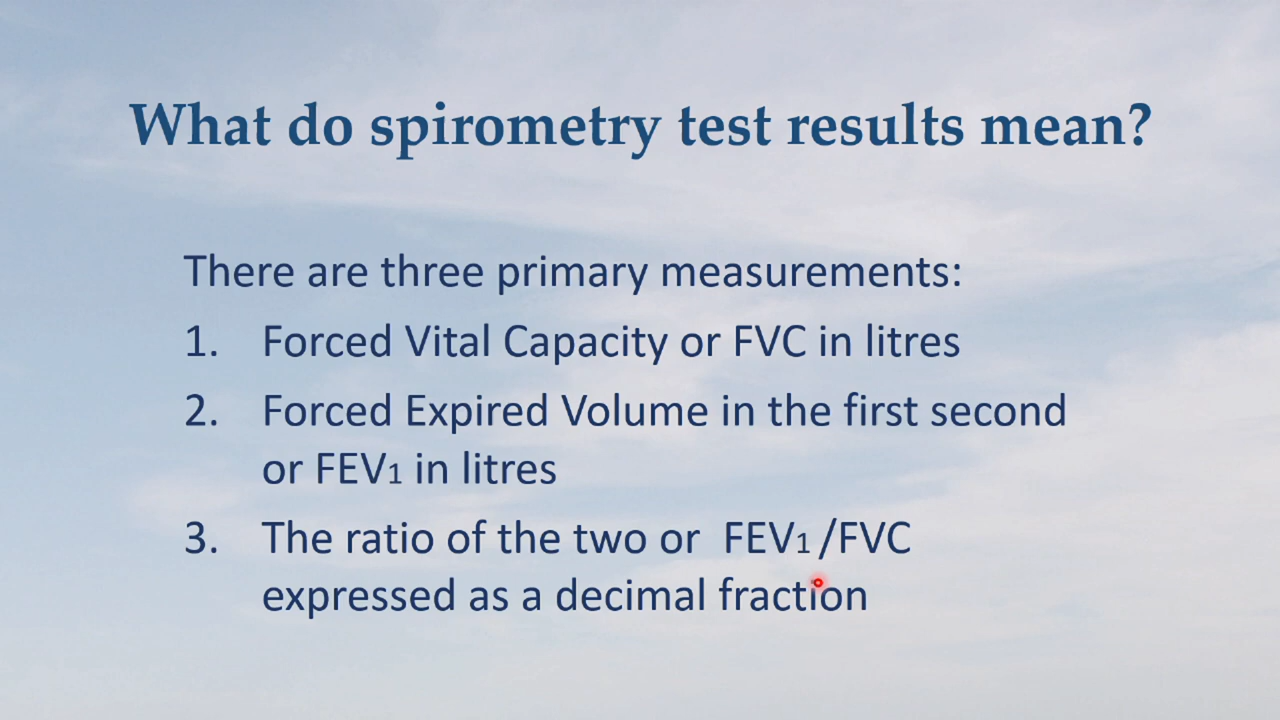 What do spirometry test results mean?
There are three primary measurements:
1. Forced Vital Capacity or FVC in litres
2. Forced Expired Volume in the first second
or FEV1 in litres
3. The ratio of the two or FEV1 /FVC
expressed as a decimal fraction